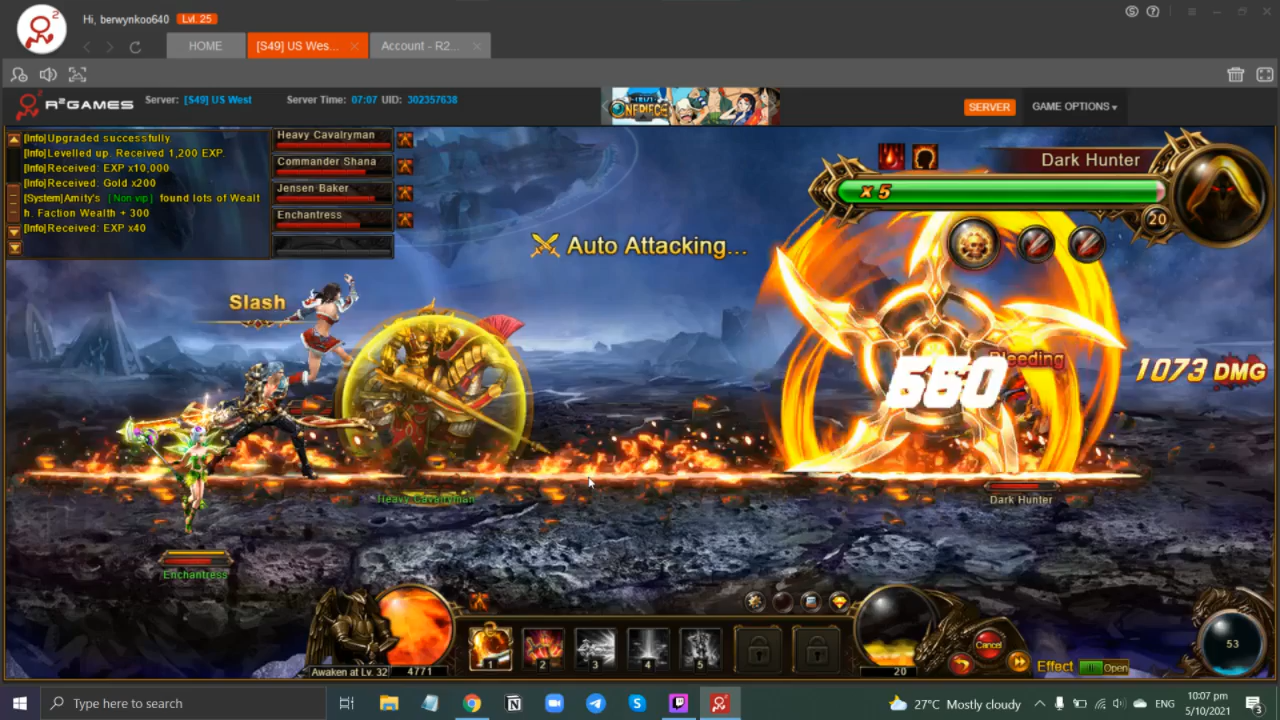 Hi, berwynkoo640
Lvl. 25
HOME
[S49] US Wes...
Account - R2...
R²GAMES
Server: [S49] US West
Server Time: 07:07 UID: 302357638
ONE PIECE
SERVER
GAME OPTIONS
[Info]Upgraded successfully
[Info]Levelled up. Received 1,200 EXP.
[Info]Received: EXP x10,000
[Info]Received: Gold x200
[System]Amity's [Non vip] found lots of Wealt
h. Faction Wealth + 300
[Info]Received: EXP x40
Heavy Cavalryman
Commander Shana
Jensen Baker
Enchantress
Dark Hunter
x 5
20
Auto Attacking...
Slash
Bleeding
550
1073 DMG
Heavy Cavalryman
Dark Hunter
Enchantress
Awaken at Lv. 32
4771
1
2
3
4
5
20
Cancel
Effect
Open
53
Type here to search
27°C Mostly cloudy
ENG
10:07 pm
5/10/2021
3